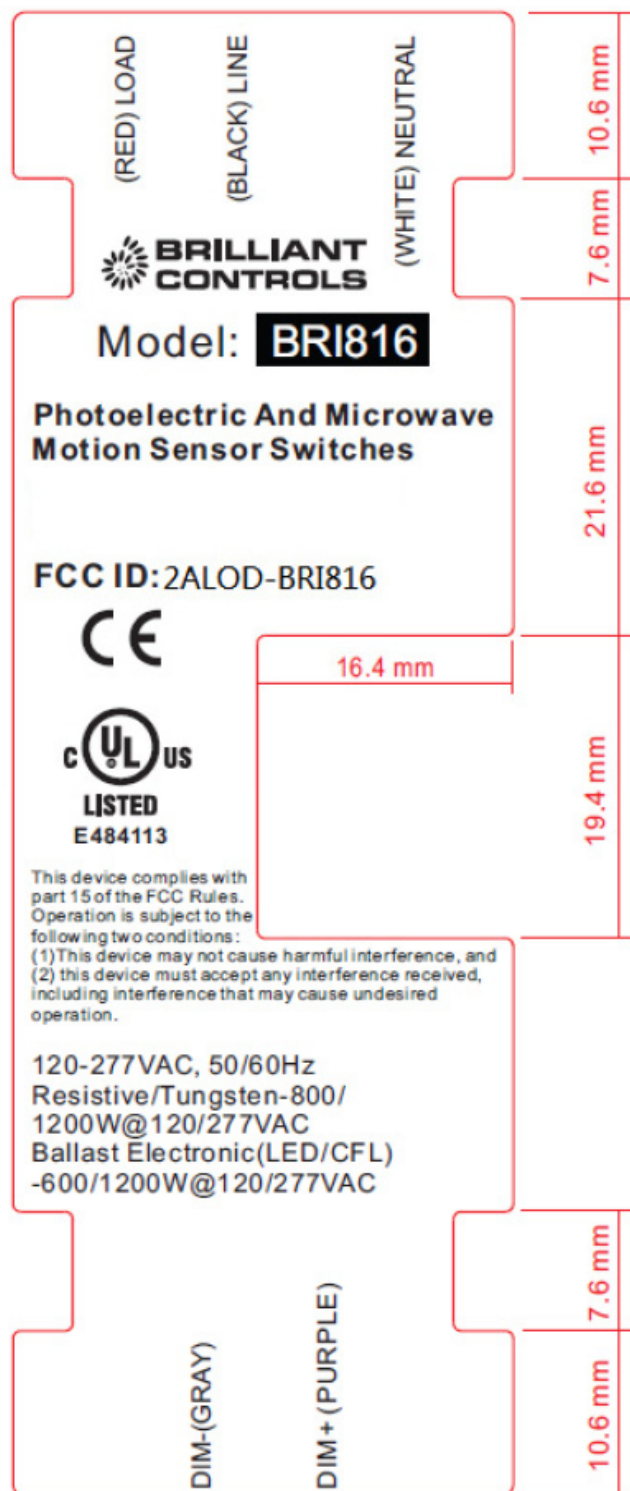 (RED) LOAD
(BLACK) LINE
(WHITE) NEUTRAL
10.6 mm
7.6 mm
BRILLIANT
CONTROLS
Model: BRI816
Photoelectric And Microwave
Motion Sensor Switches
21.6 mm
FCC ID: 2ALOD-BRI816
CE
16.4 mm
19.4 mm
C UL US
LISTED
E484113
This device complies with
part 15 of the FCC Rules.
Operation is subject to the
following two conditions:
(1)This device may not cause harmful interference, and
(2) this device must accept any interference received,
including interference that may cause undesired
operation.
120-277VAC, 50/60Hz
Resistive/Tungsten-800/
1200W@120/277VAC
Ballast Electronic(LED/CFL)
-600/1200W@120/277VAC
7.6 mm
DIM-(GRAY)
DIM+(PURPLE)
10.6 mm